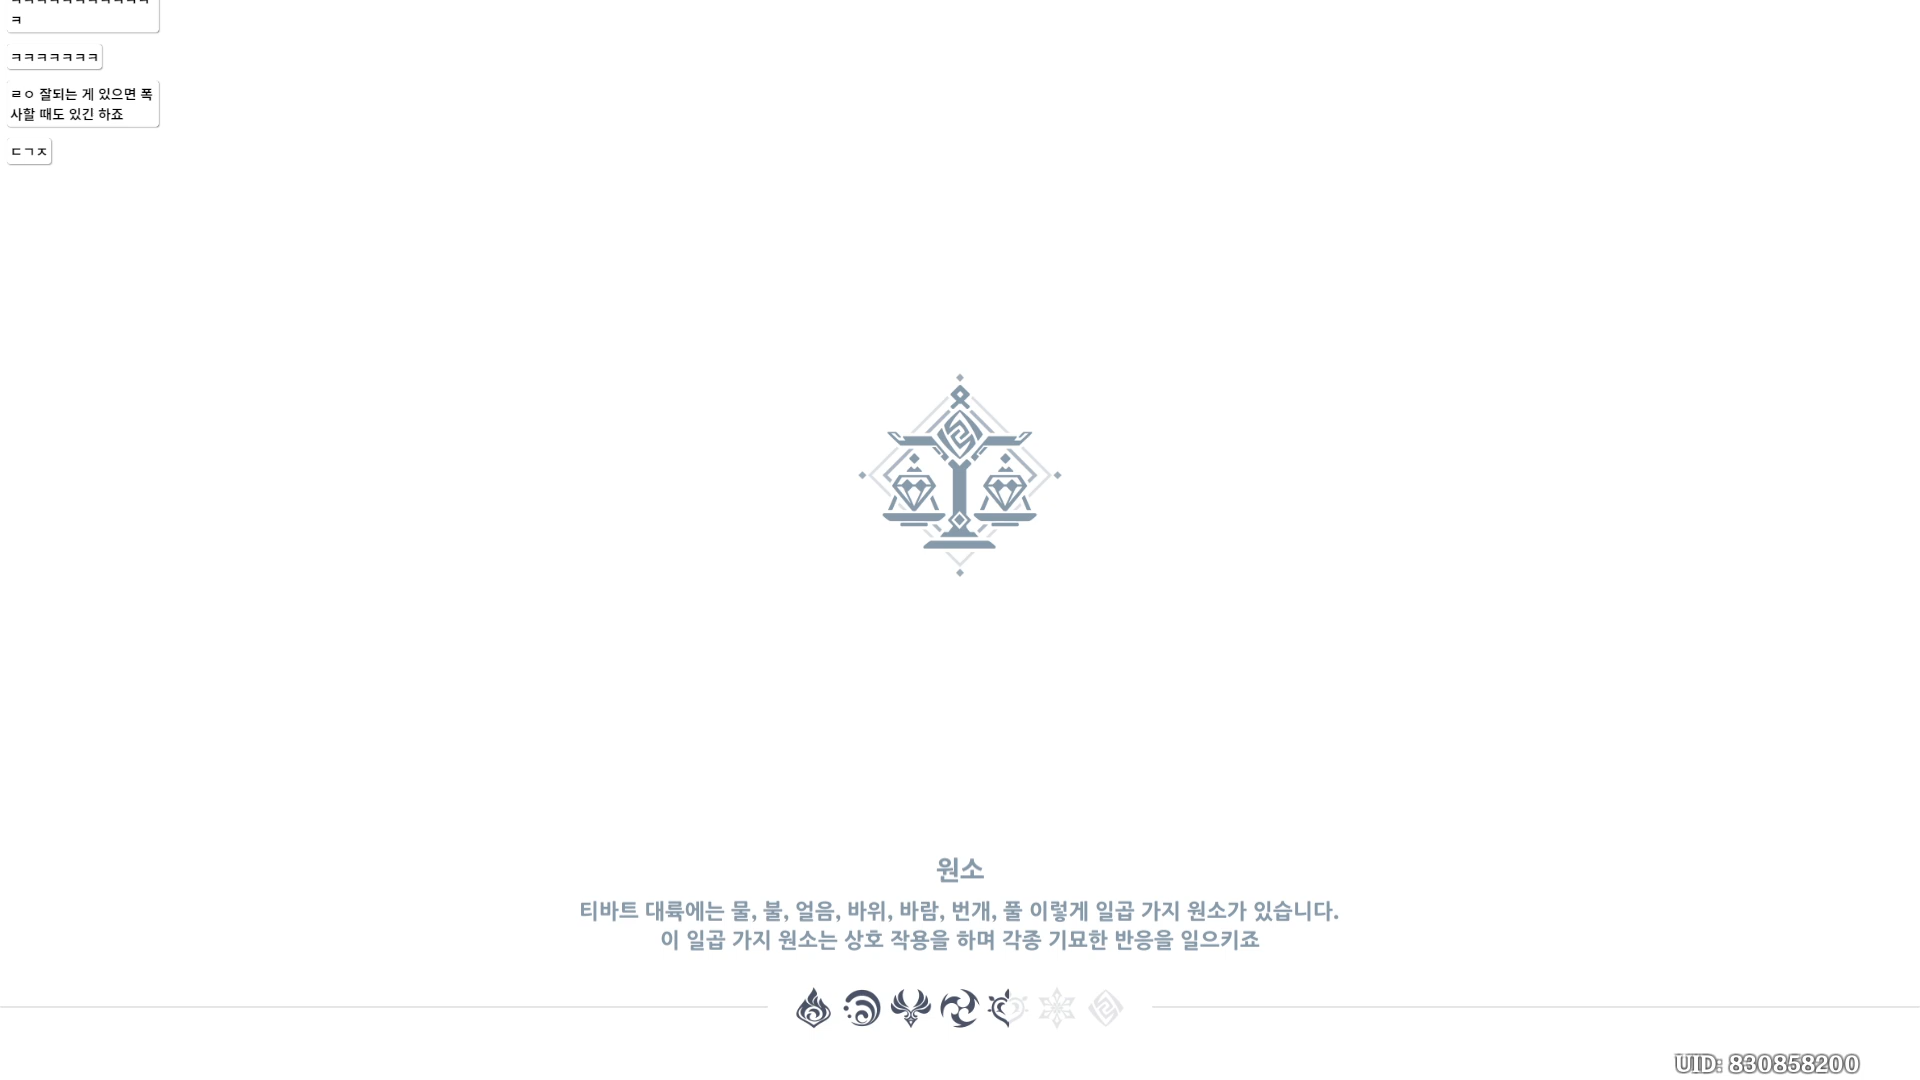 ㅋ
ㅋㅋㅋㅋㅋㅋㅋ
ㄹㅇ 잘되는 게 있으면 폭
사할 때도 있긴 하죠
ㄷㄱㅈ
원소
티바트 대륙에는 물, 불, 얼음, 바위, 바람, 번개, 풀 이렇게 일곱 가지 원소가 있습니다.
이 일곱 가지 원소는 상호 작용을 하며 각종 기묘한 반응을 일으키죠
UID: 830858200